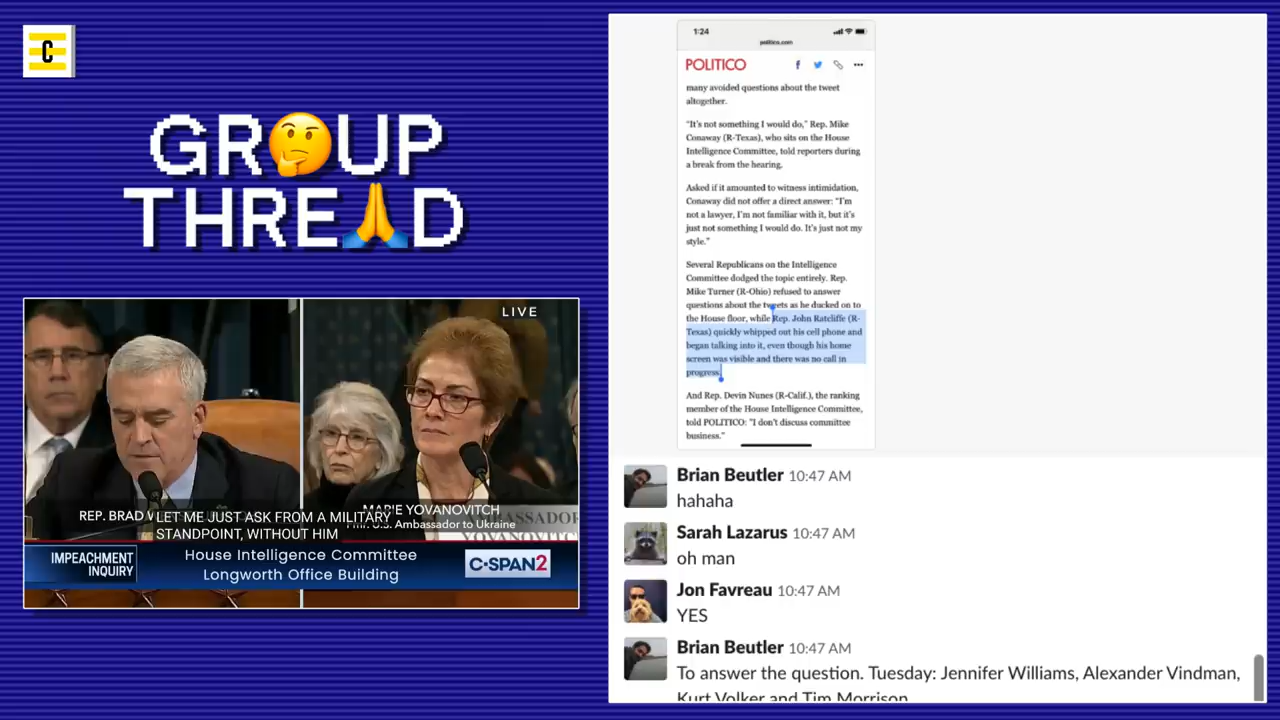 C
GR🤔UP
THRE🙏D
LIVE
REP. BRAD W
LET ME JUST ASK FROM A MILITARY
STANDPOINT, WITHOUT HIM
MARIE YOVANOVITCH
U.S. Ambassador to Ukraine
IMPEACHMENT
INQUIRY
House Intelligence Committee
Longworth Office Building
C-SPAN2
1:24
politico.com
POLITICO
many avoided questions about the tweet
altogether.
"It's not something I would do," Rep. Mike
Conaway (R-Texas), who sits on the House
Intelligence Committee, told reporters during
a break from the hearing.
Asked if it amounted to witness intimidation,
Conaway did not offer a direct answer: "I'm
not a lawyer, I'm not familiar with it, but it's
just not something I would do. It's just not my
style."
Several Republicans on the Intelligence
Committee dodged the topic entirely. Rep.
Mike Turner (R-Ohio) refused to answer
questions about the tweets as he ducked on to
the House floor, while Rep. John Ratcliffe (R-
Texas) quickly whipped out his cell phone and
began talking into it, even though his home
screen was visible and there was no call in
progress.
And Rep. Devin Nunes (R-Calif.), the ranking
member of the House Intelligence Committee,
told POLITICO: "I don't discuss committee
business."
Brian Beutler 10:47 AM
hahaha
Sarah Lazarus 10:47 AM
oh man
Jon Favreau 10:47 AM
YES
Brian Beutler 10:48 AM
To answer the question. Tuesday: Jennifer Williams, Alexander Vindman,
Kurt Volker and Tim Morrison